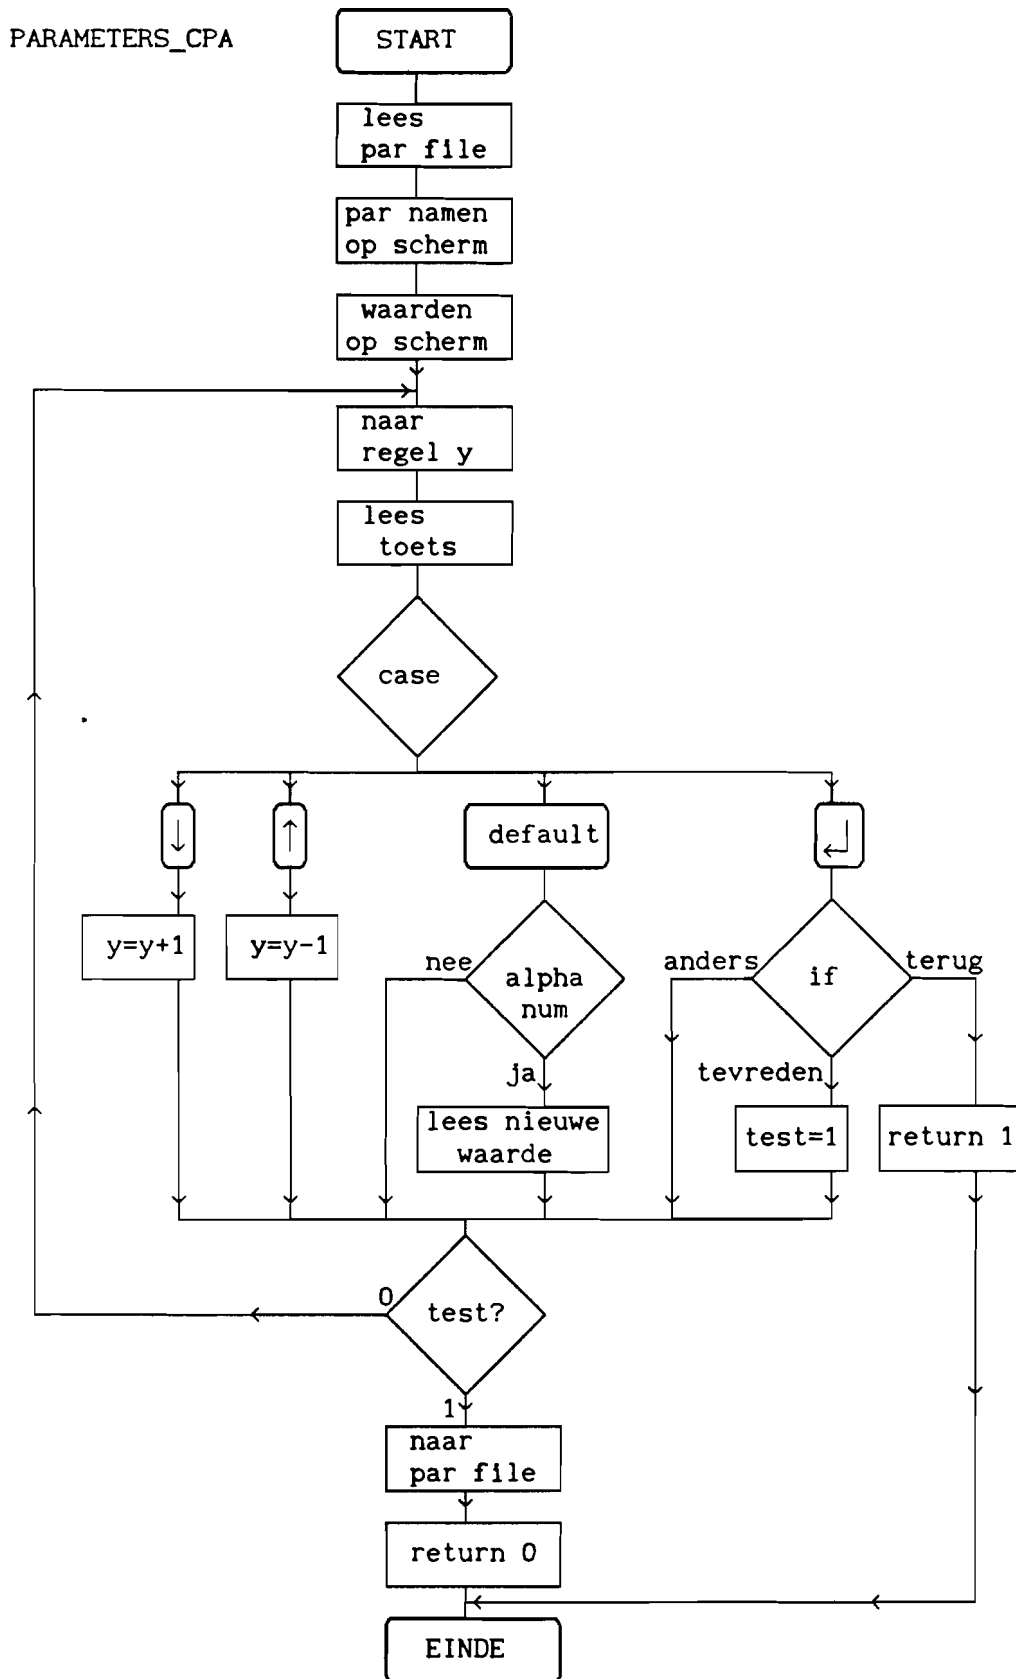 PARAMETERS_CPA
START
lees
par file
par namen
op scherm
waarden
op scherm
naar
regel y
lees
toets
case
↓
↑
default
↵
y=y+1
y=y-1
nee
alpha
num
anders
if
terug
ja
tevreden
lees nieuwe
waarde
test=1
return 1
0
test?
1
naar
par file
return 0
EINDE